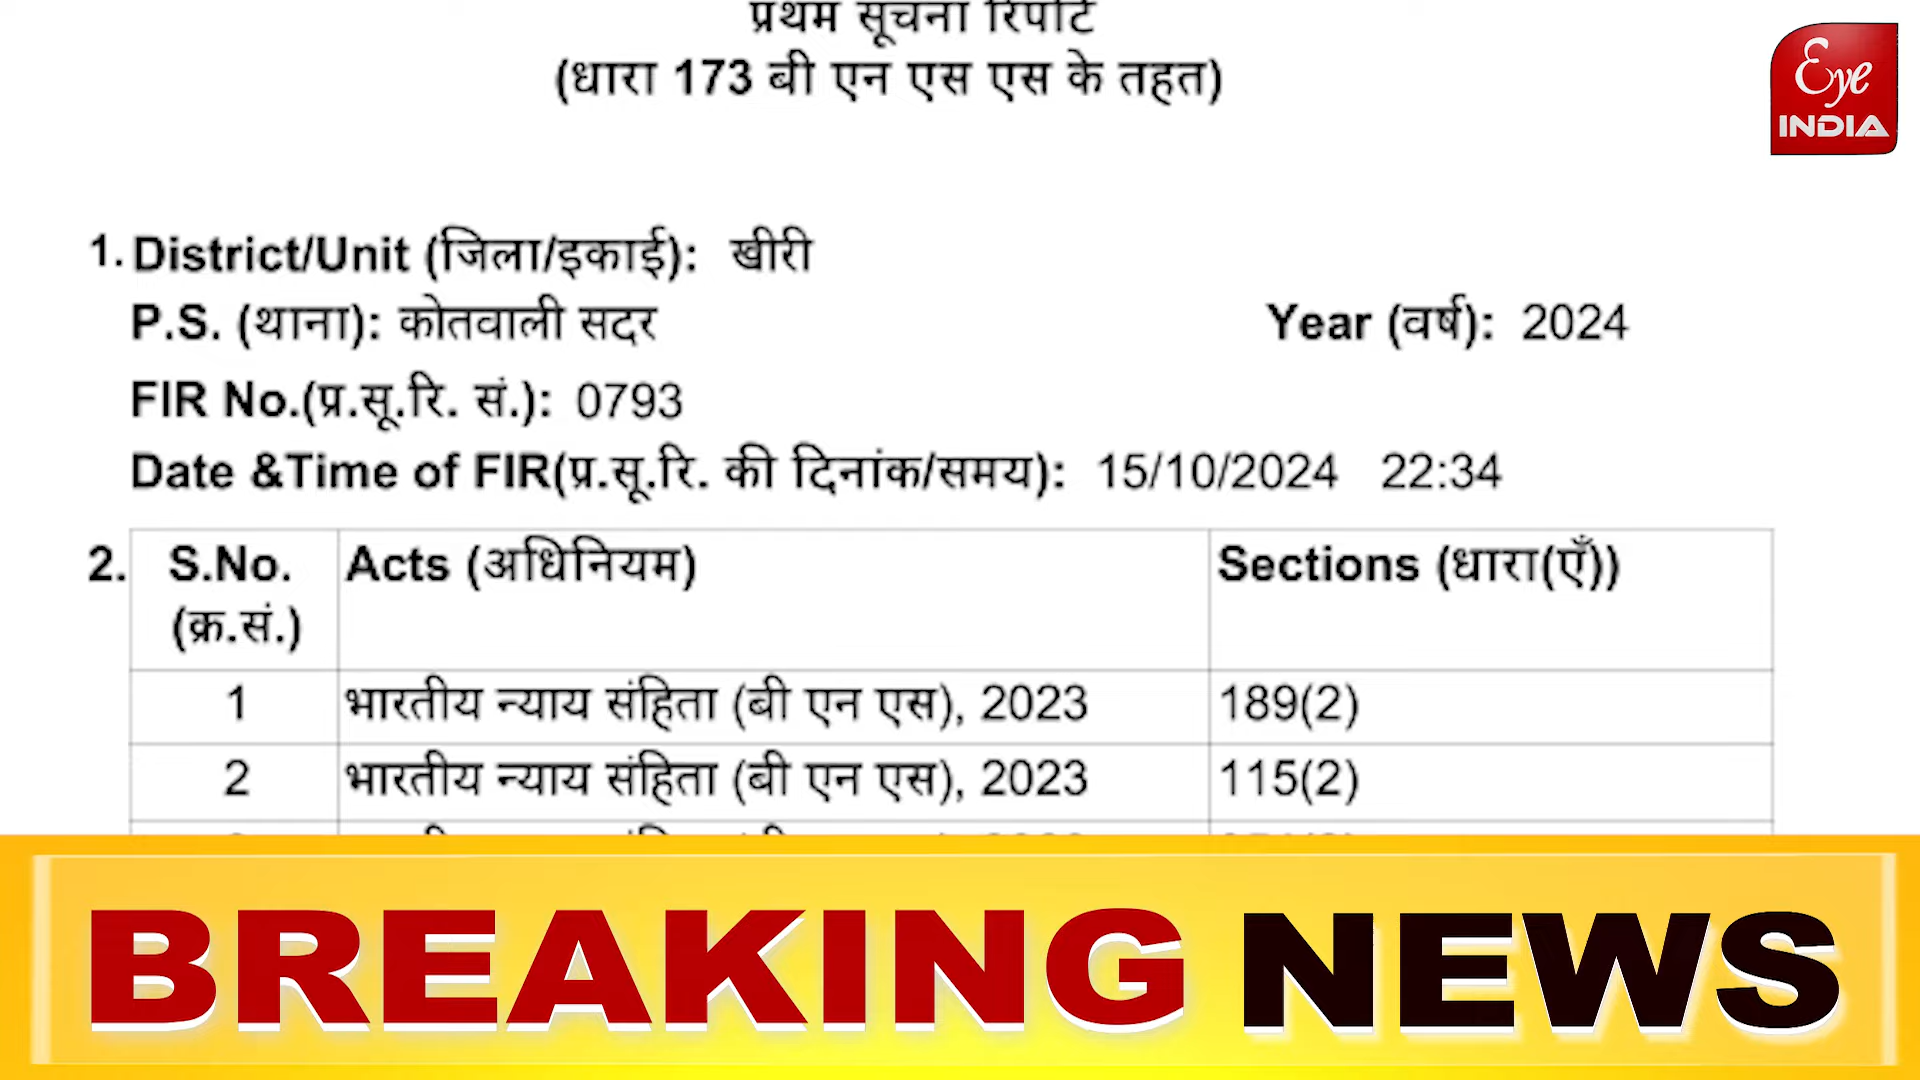 प्रथम सूचना रिपोर्ट
(धारा 173 बी एन एस एस के तहत)
Eye
INDIA
1. District/Unit (जिला/इकाई): खीरी
P.S. (थाना): कोतवाली सदर Year (वर्ष): 2024
FIR No.(प्र.सू.रि. सं.): 0793
Date &Time of FIR(प्र.सू.रि. की दिनांक/समय): 15/10/2024 22:34
2. S.No. Acts (अधिनियम) Sections (धारा(एँ))
(क्र.सं.)
1 भारतीय न्याय संहिता (बी एन एस), 2023 189(2)
2 भारतीय न्याय संहिता (बी एन एस), 2023 115(2)
BREAKING NEWS